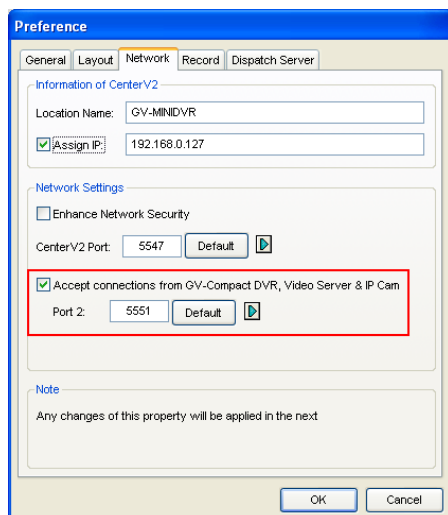 Preference
General Layout Network Record Dispatch Server
Information of CenterV2
Location Name: GV-MINIDVR
Assign IP: 192.168.0.127
Network Settings
Enhance Network Security
CenterV2 Port: 5547 Default
Accept connections from GV-Compact DVR, Video Server & IP Cam
Port 2: 5551 Default
Note
Any changes of this property will be applied in the next
OK Cancel